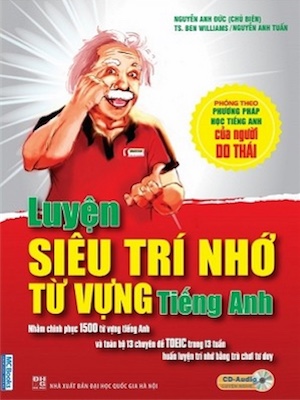 NGUYỄN ANH ĐỨC (CHỦ BIÊN)
TS. BEN WILLIAMS/NGUYỄN ANH TUẤN
PHỎNG THEO
PHƯƠNG PHÁP
HỌC TIẾNG ANH
của người
DO THÁI
Luyện
SIÊU TRÍ NHỚ
TỪ VỰNG Tiếng Anh
Nhằm chinh phục 1500 từ vựng tiếng Anh
và toàn bộ 13 chuyên đề TOEIC trong 13 tuần
huấn luyện trí nhớ bằng trò chơi tư duy
MCBooks
NHÀ XUẤT BẢN ĐẠI HỌC QUỐC GIA HÀ NỘI
CD-Audio